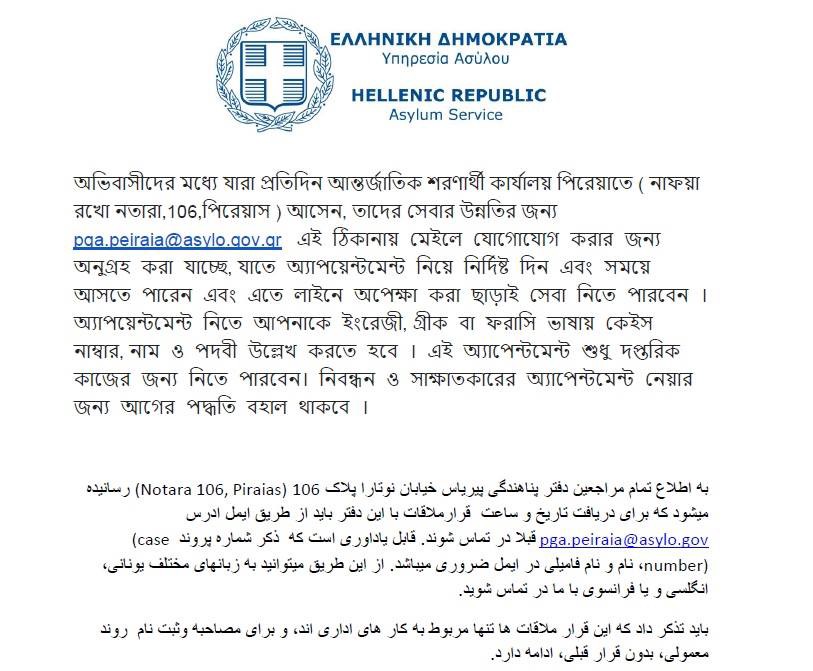 ΕΛΛΗΝΙΚΗ ΔΗΜΟΚΡΑΤΙΑ
Υπηρεσία Ασύλου
HELLENIC REPUBLIC
Asylum Service
অভিবাসীদের মধ্যে যারা প্রতিদিন আন্তর্জাতিক শরণার্থী কার্যালয় পিরেয়াতে ( নাফয়া
রখো নতারা,106,পিরেয়াস ) আসেন, তাদের সেবার উন্নতির জন্য
pga.peiraia@asylo.gov.gr এই ঠিকানায় মেইলে যোগোযোগ করার জন্য
অনুগ্রহ করা যাচ্ছে, যাতে অ্যাপয়েন্টমেন্ট নিয়ে নির্দিষ্ট দিন এবং সময়ে
আসতে পারেন এবং এতে লাইনে অপেক্ষা করা ছাড়াই সেবা নিতে পারবেন ।
অ্যাপয়েন্টমেন্ট নিতে আপনাকে ইংরেজী, গ্রীক বা ফরাসি ভাষায় কেইস
নাম্বার, নাম ও পদবী উল্লেখ করতে হবে । এই অ্যাপেন্টমেন্ট শুধু দপ্তরিক
কাজের জন্য নিতে পারবেন। নিবন্ধন ও সাক্ষাতকারের অ্যাপেন্টমেন্ট নেয়ার
জন্য আগের পদ্ধতি বহাল থাকবে ।
به اطلاع تمام مراجعین دفتر پناهندگی پیریاس خیابان نوتارا پلاک 106 (Notara 106, Piraias) رسانیده
میشود که برای دریافت تاریخ و ساعت قرارملاقات با این دفتر باید از طریق ایمل ادرس
pga.peiraia@asylo.gov قبلا در تماس شوند. قابل یاداوری است که ذکر شماره پروند (case
number)، نام و نام فامیلی در ایمل ضروری میباشد. از این طریق میتوانید به زبانهای مختلف یونانی،
انگلسی و یا فرانسوی با ما در تماس شوید.
باید تذکر داد که این قرار ملاقات ها تنها مربوط به کار های اداری اند، و برای مصاحبه وثبت نام روند
معمولی، بدون قرار قبلی، ادامه دارد.